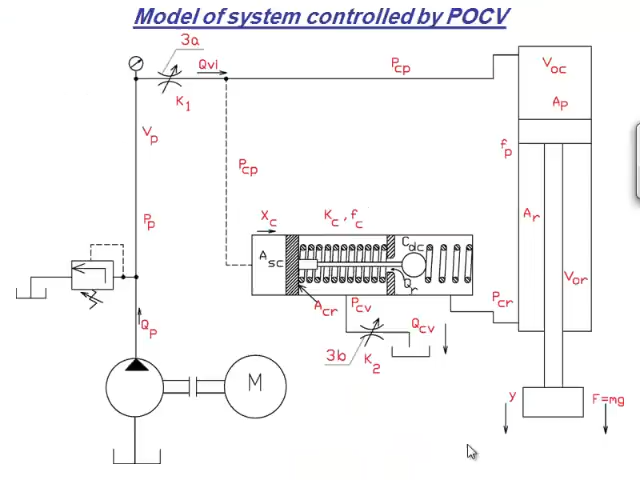 Model of system controlled by POCV
3a
Qvi
Pcp
Voc
K1
Ap
Vp
fp
Pcp
Xc
Kc, fc
Pp
Ar
Asc
Cdc
Vor
Qr
Acr
Pcv
Pcr
Qp
Qcv
3b
K2
M
y
F=mg